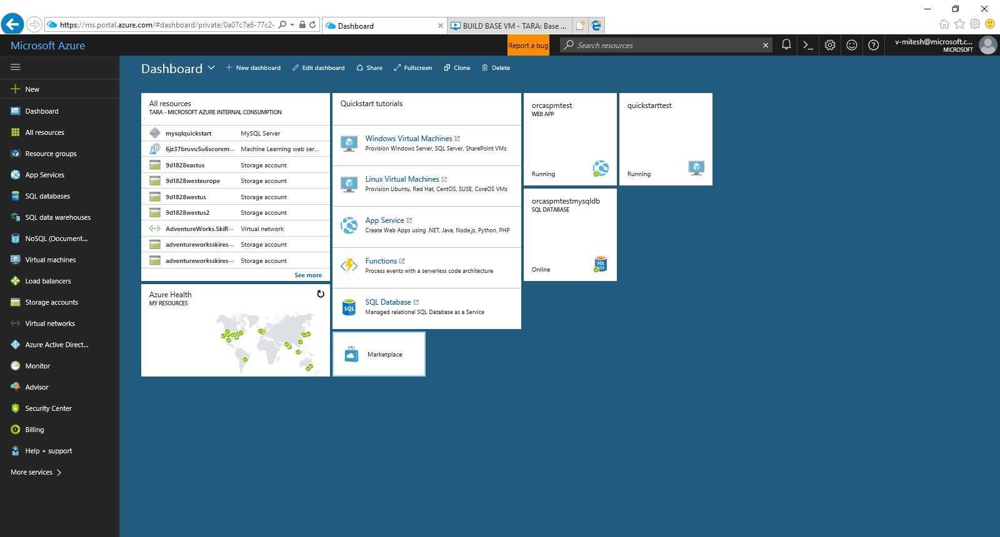 https://ms.portal.azure.com/#dashboard/private/0a07c7a6-77c2-
Dashboard
BUILD BASE VM - TARA: Base ...
Microsoft Azure
Report a bug
Search resources
v-mitesh@microsoft.c...
MICROSOFT
New
Dashboard
All resources
Resource groups
App Services
SQL databases
SQL data warehouses
NoSQL (Document...
Virtual machines
Load balancers
Storage accounts
Virtual networks
Azure Active Direct...
Monitor
Advisor
Security Center
Billing
Help + support
More services
Dashboard
New dashboard
Edit dashboard
Share
Fullscreen
Clone
Delete
All resources
TARA - MICROSOFT AZURE INTERNAL CONSUMPTION
mysqlquickstart MySQL Server
6jz37bruvu5u6scorem... Machine Learning web ser...
9d1828eastus Storage account
9d1828westeurope Storage account
9d1828westus Storage account
9d1828westus2 Storage account
AdventureWorks.SkiR... Virtual network
adventureworksskires... Storage account
adventureworksskires... Storage account
See more
Azure Health
MY RESOURCES
Quickstart tutorials
Windows Virtual Machines
Provision Windows Server, SQL Server, SharePoint VMs
Linux Virtual Machines
Provision Ubuntu, Red Hat, CentOS, SUSE, CoreOS VMs
App Service
Create Web Apps using .NET, Java, Node.js, Python, PHP
Functions
Process events with a serverless code architecture
SQL
SQL Database
Managed relational SQL Database as a Service
Marketplace
orcaspmtest
WEB APP
Running
quickstarttest
Running
orcaspmtestmysqldb
SQL DATABASE
Online
SQL
12